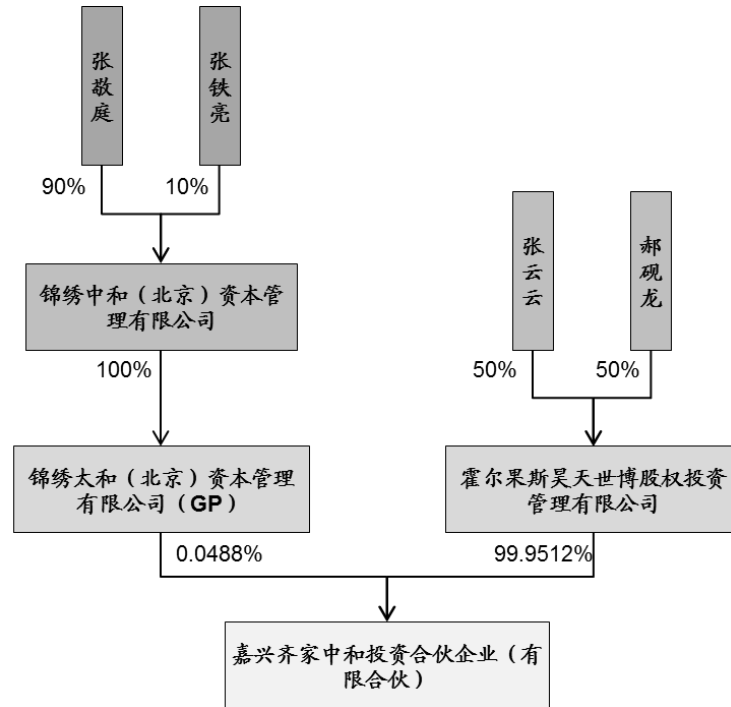 张敬庭
张铁亮
90%
10%
张云云
郝砚龙
锦绣中和（北京）资本管
理有限公司
100%
50%
50%
锦绣太和（北京）资本管理
有限公司（GP）
霍尔果斯昊天世博股权投资
管理有限公司
0.0488%
99.9512%
嘉兴齐家中和投资合伙企业（有
限合伙）